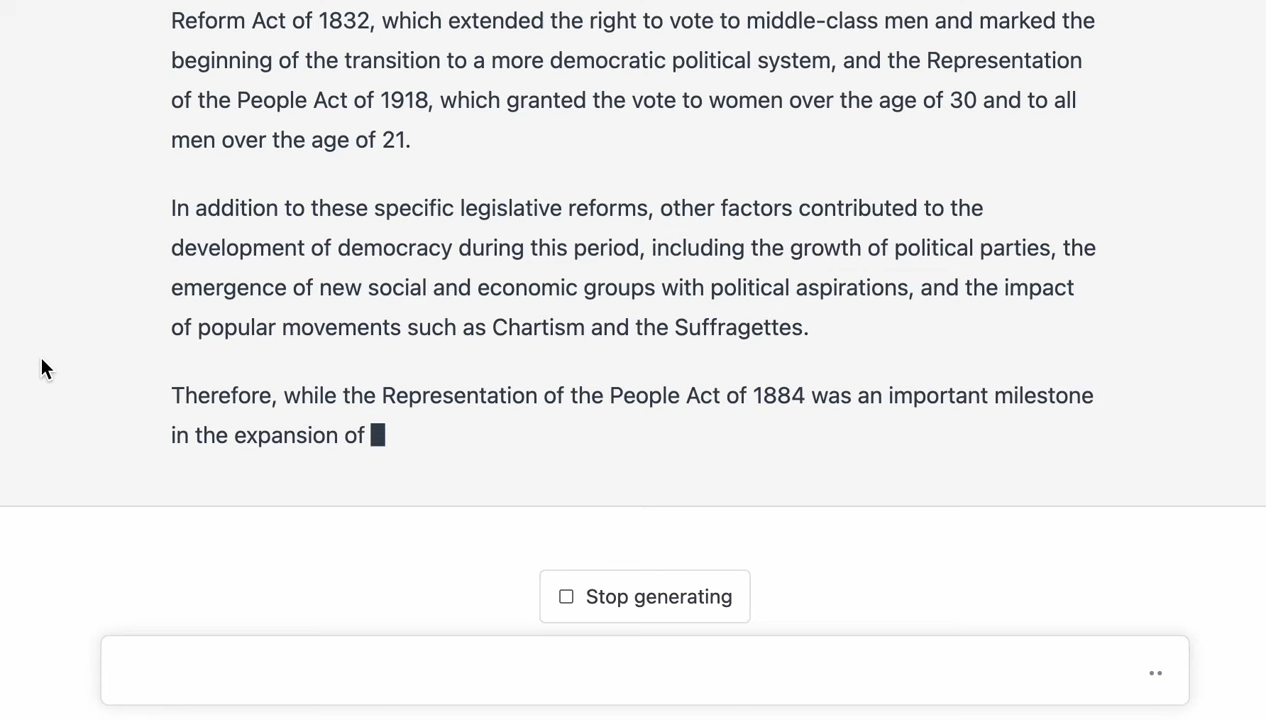 Reform Act of 1832, which extended the right to vote to middle-class men and marked the
beginning of the transition to a more democratic political system, and the Representation
of the People Act of 1918, which granted the vote to women over the age of 30 and to all
men over the age of 21.
In addition to these specific legislative reforms, other factors contributed to the
development of democracy during this period, including the growth of political parties, the
emergence of new social and economic groups with political aspirations, and the impact
of popular movements such as Chartism and the Suffragettes.
Therefore, while the Representation of the People Act of 1884 was an important milestone
in the expansion of
Stop generating